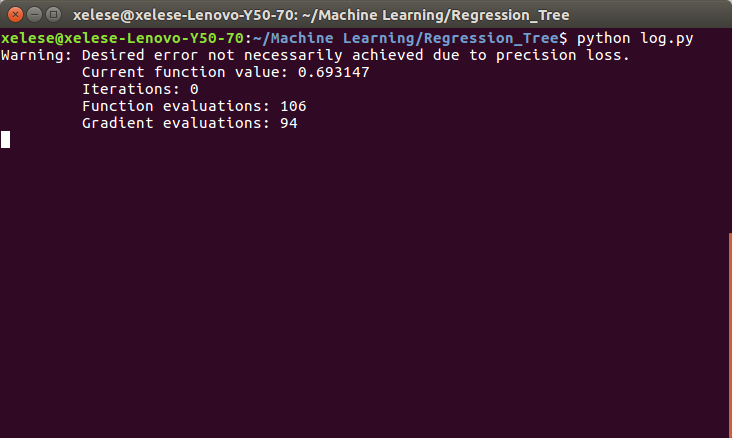 xelese@xelese-Lenovo-Y50-70: ~/Machine Learning/Regression_Tree
xelese@xelese-Lenovo-Y50-70:~/Machine Learning/Regression_Tree$ python log.py
Warning: Desired error not necessarily achieved due to precision loss.
         Current function value: 0.693147
         Iterations: 0
         Function evaluations: 106
         Gradient evaluations: 94